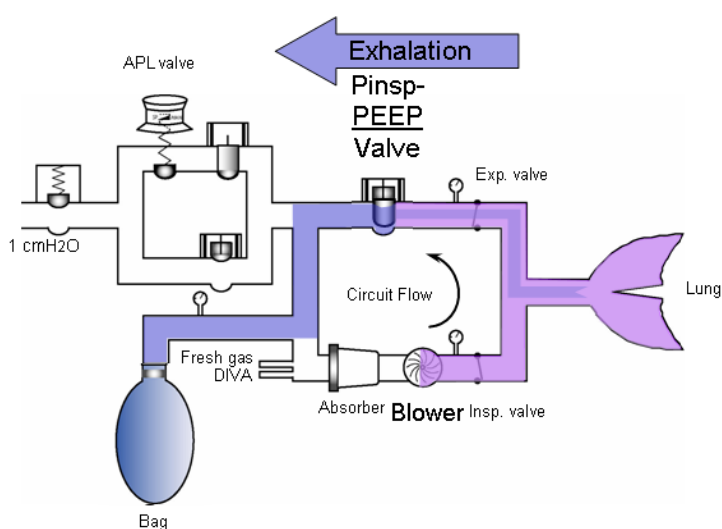 Exhalation
APL valve
Pinsp-
PEEP
Valve
Exp. valve
1 cmH2O
Circuit Flow
Lung
Fresh gas
DIVA
Absorber
Blower
Insp. valve
Bag